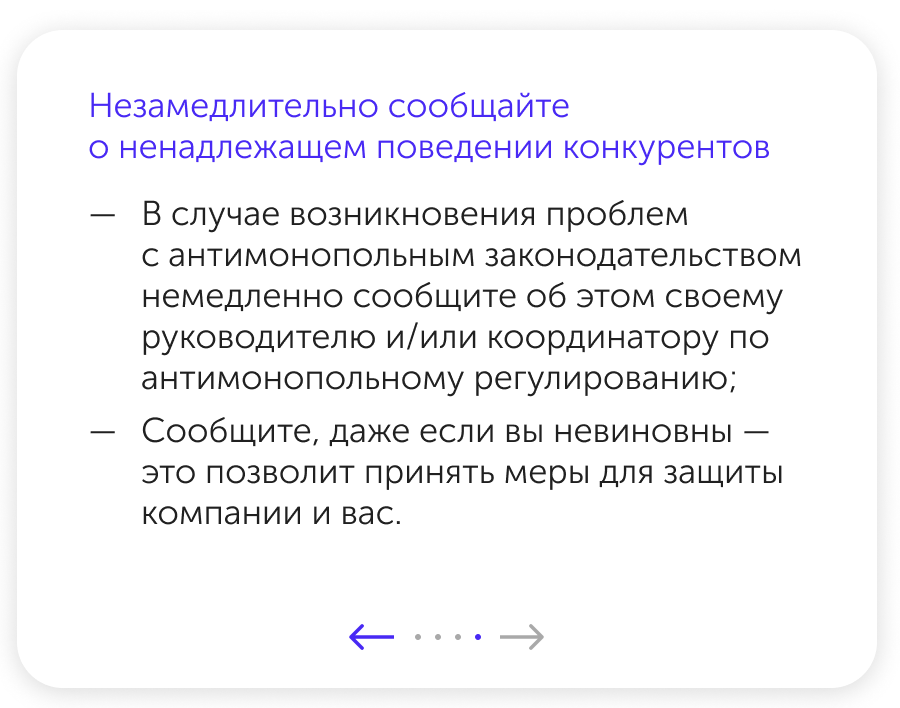 Незамедлительно сообщайте
о ненадлежащем поведении конкурентов
— В случае возникновения проблем
с антимонопольным законодательством
немедленно сообщите об этом своему
руководителю и/или координатору по
антимонопольному регулированию;
— Сообщите, даже если вы невиновны —
это позволит принять меры для защиты
компании и вас.